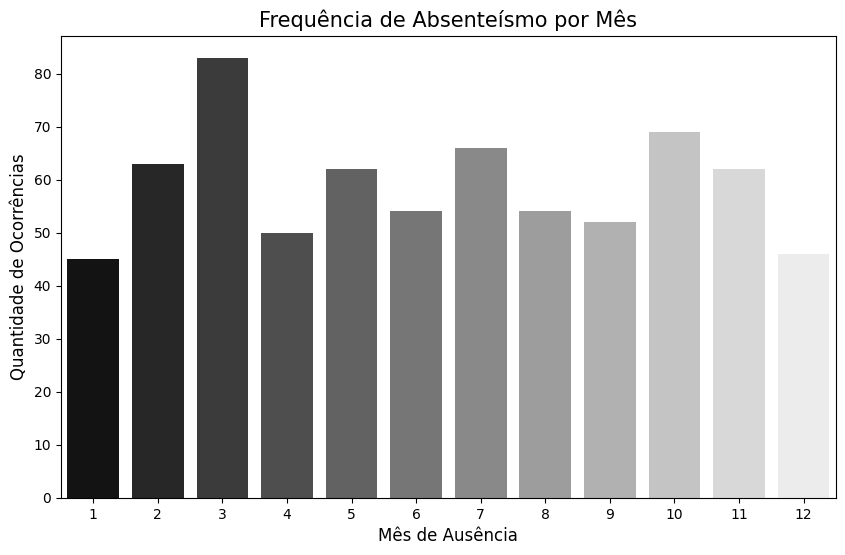 Frequência de Absenteísmo por Mês
Quantidade de Ocorrências
80
70
60
50
40
30
20
10
0
1 2 3 4 5 6 7 8 9 10 11 12
Mês de Ausência